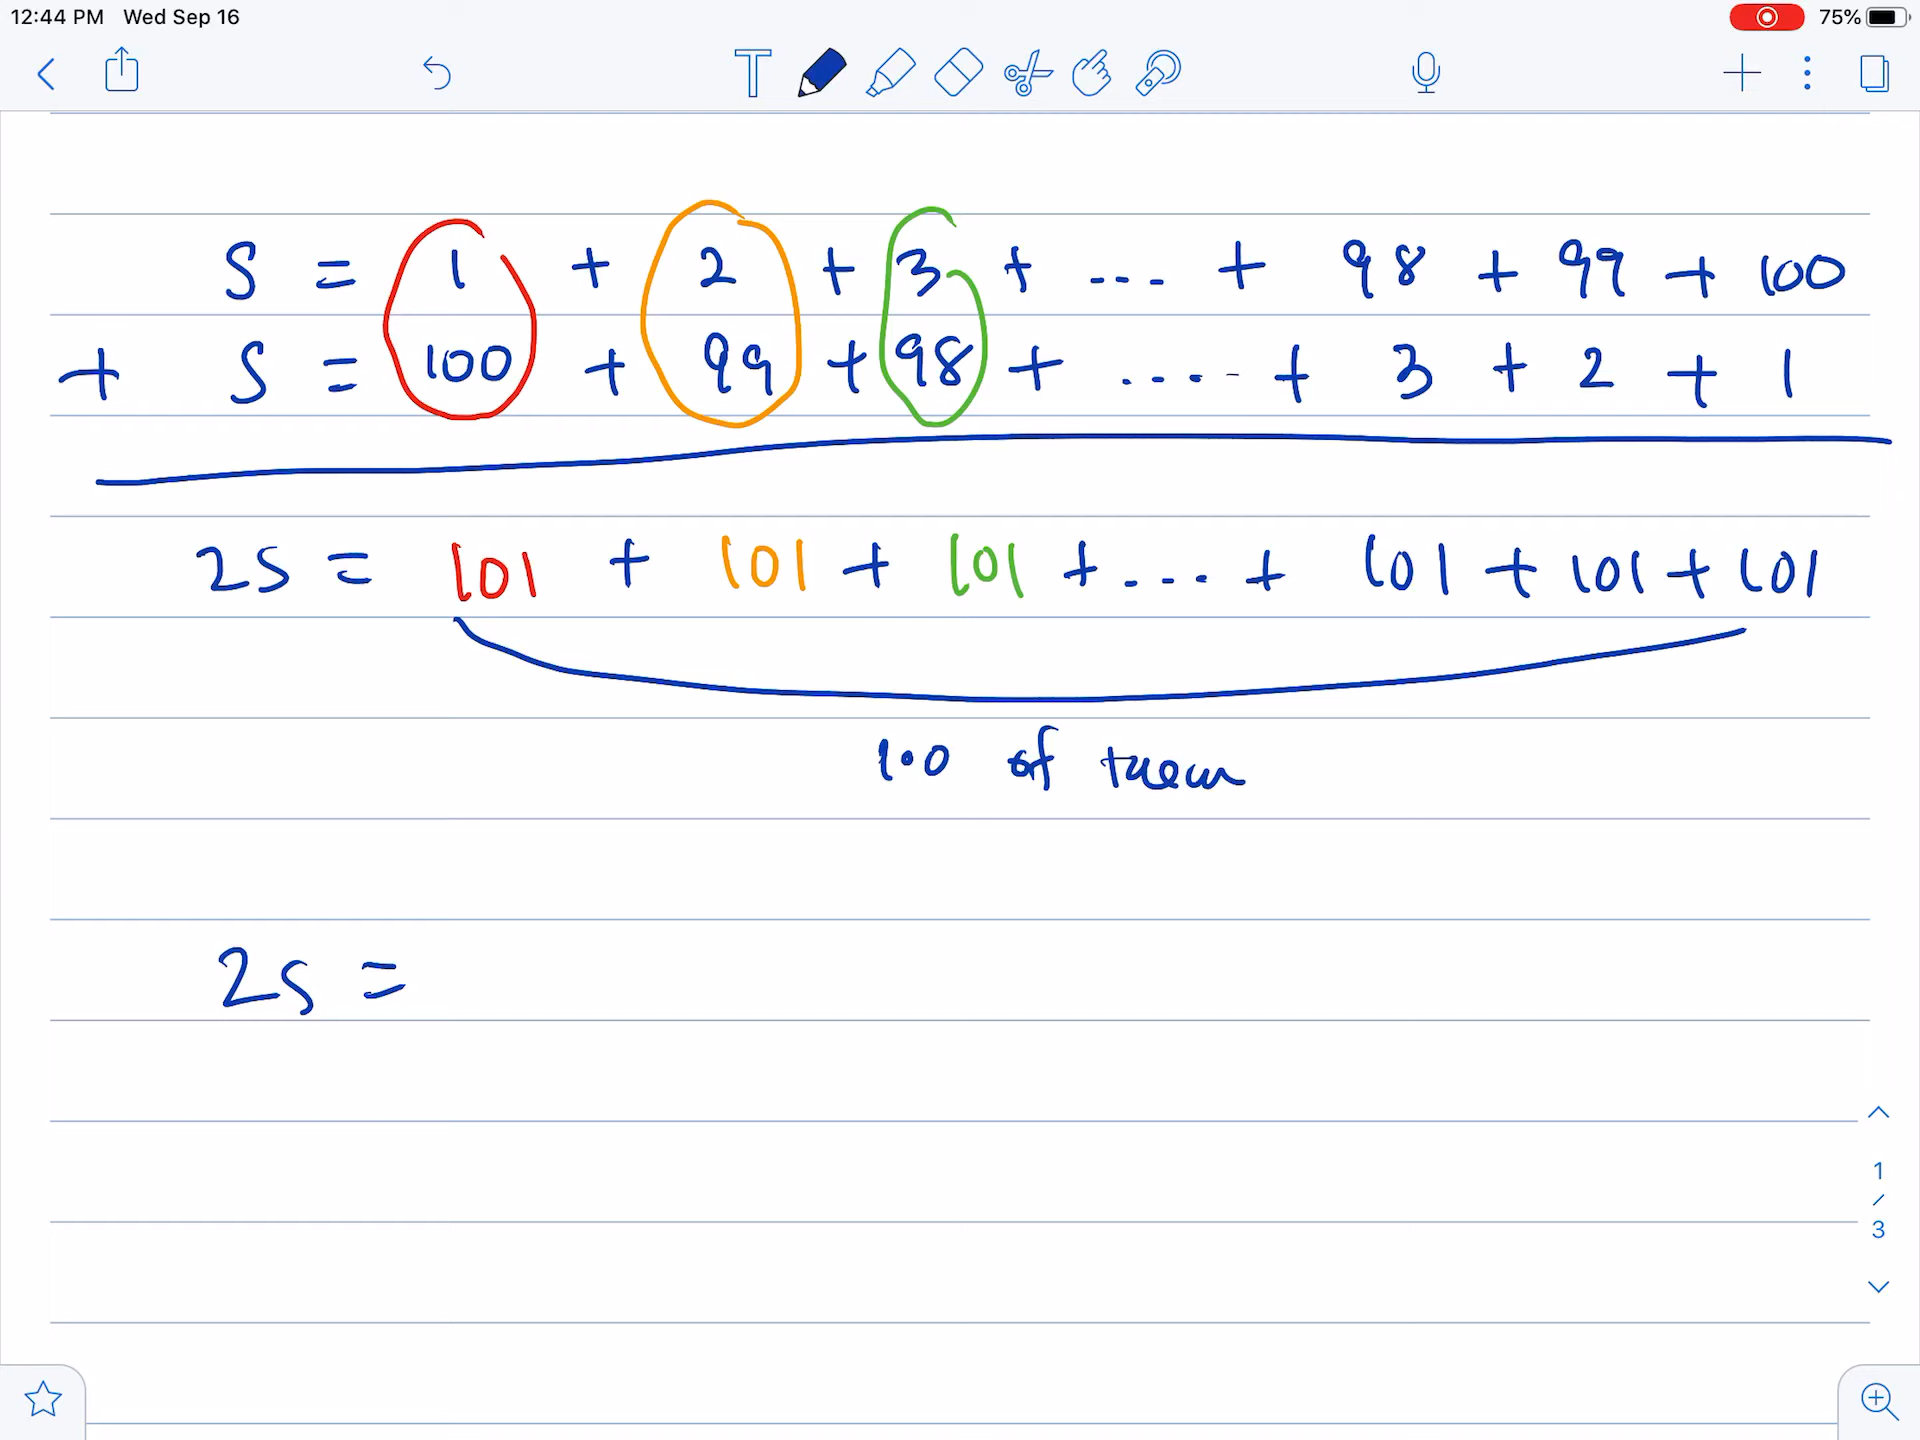 12:44 PM Wed Sep 16 75%
T
S = 1 + 2 + 3 + ... + 98 + 99 + 100
+ S = 100 + 99 + 98 + ..... + 3 + 2 + 1
2S = 101 + 101 + 101 + ... + 101 + 101 + 101
100 of them
2S =
1
/
3